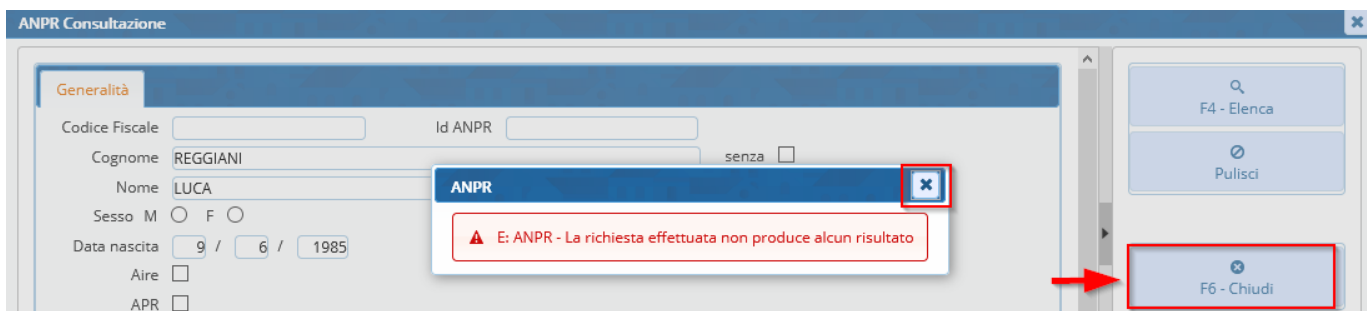 ANPR Consultazione
Generalità
F4 - Elenca
Codice Fiscale Id ANPR
Cognome REGGIANI senza
Pulisci
Nome LUCA
ANPR
Sesso M F
E: ANPR - La richiesta effettuata non produce alcun risultato
Data nascita 9 / 6 / 1985
Aire
F6 - Chiudi
APR